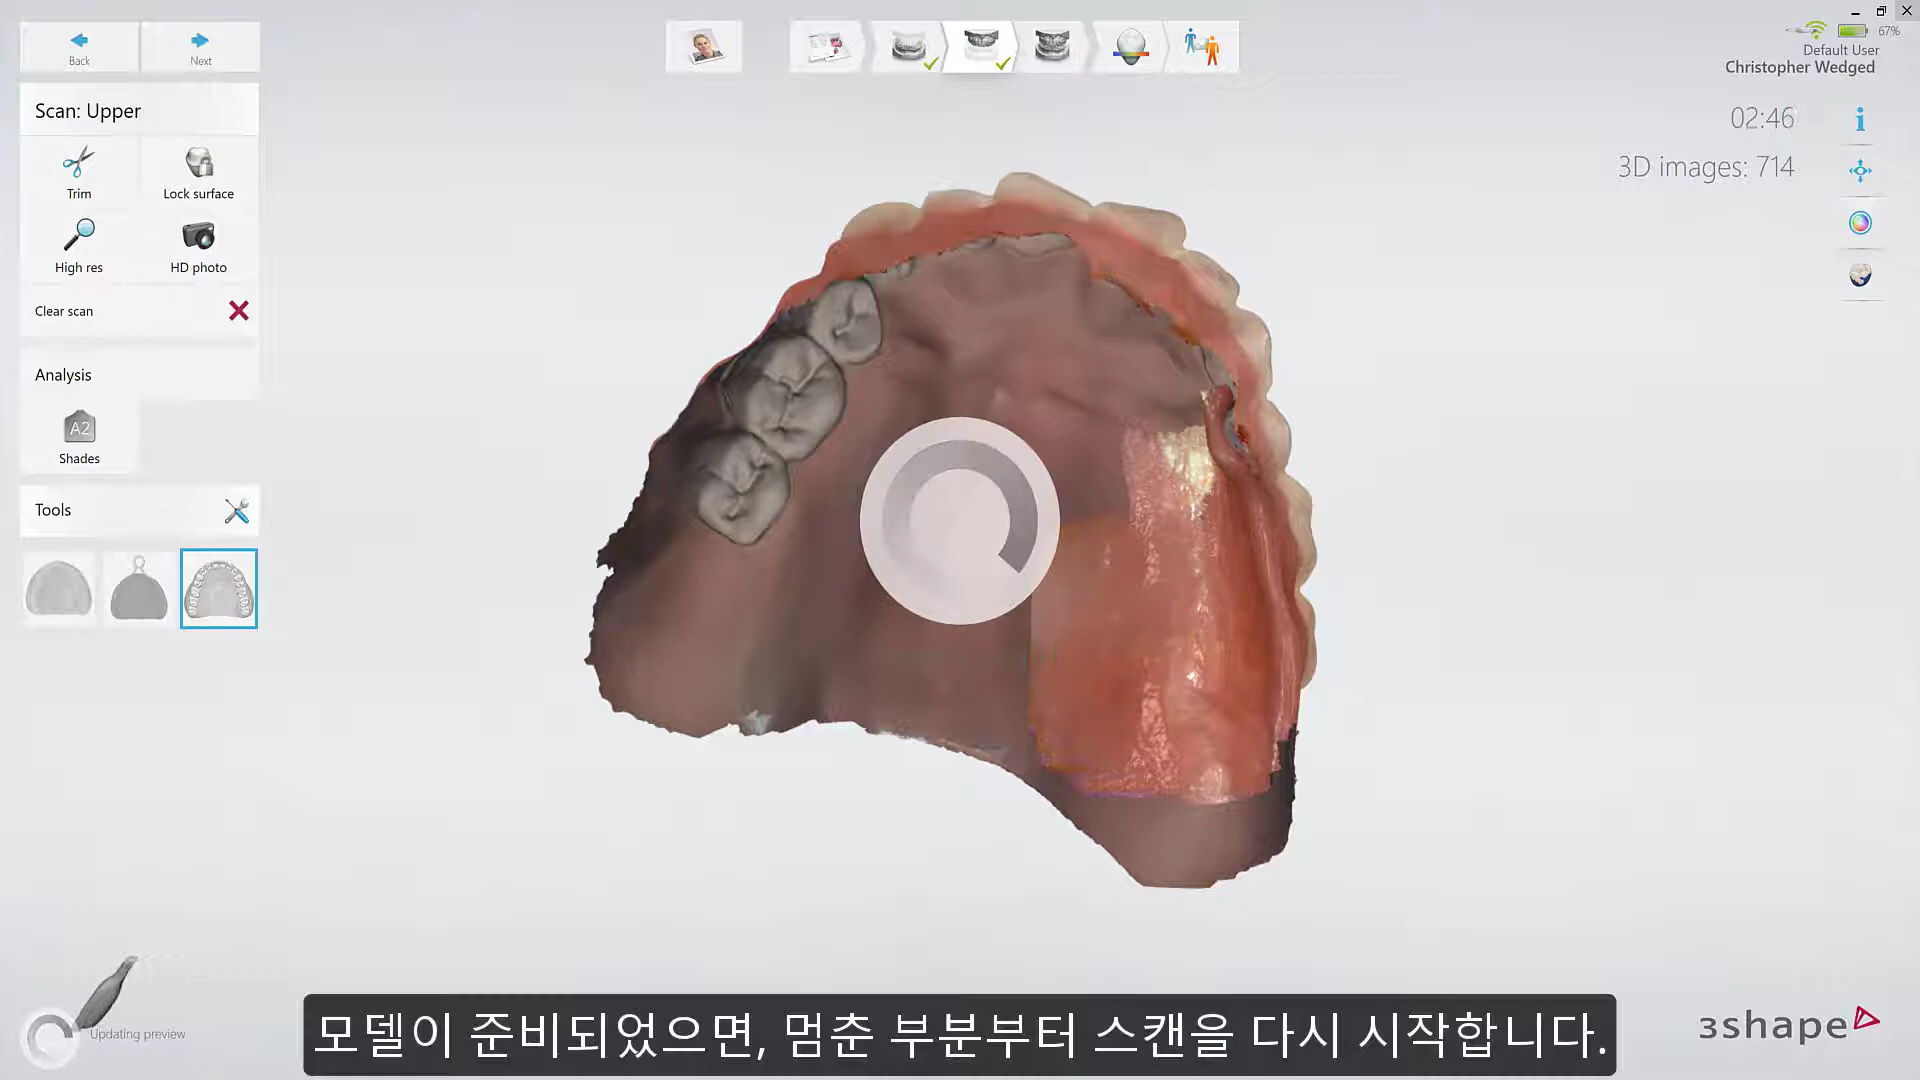 Back
Next
67%
Default User
Christopher Wedged
Scan: Upper
02:46
3D images: 714
Trim
Lock surface
High res
HD photo
Clear scan
Analysis
A2
Shades
Tools
Updating preview
모델이 준비되었으면, 멈춘 부분부터 스캔을 다시 시작합니다.
3shape